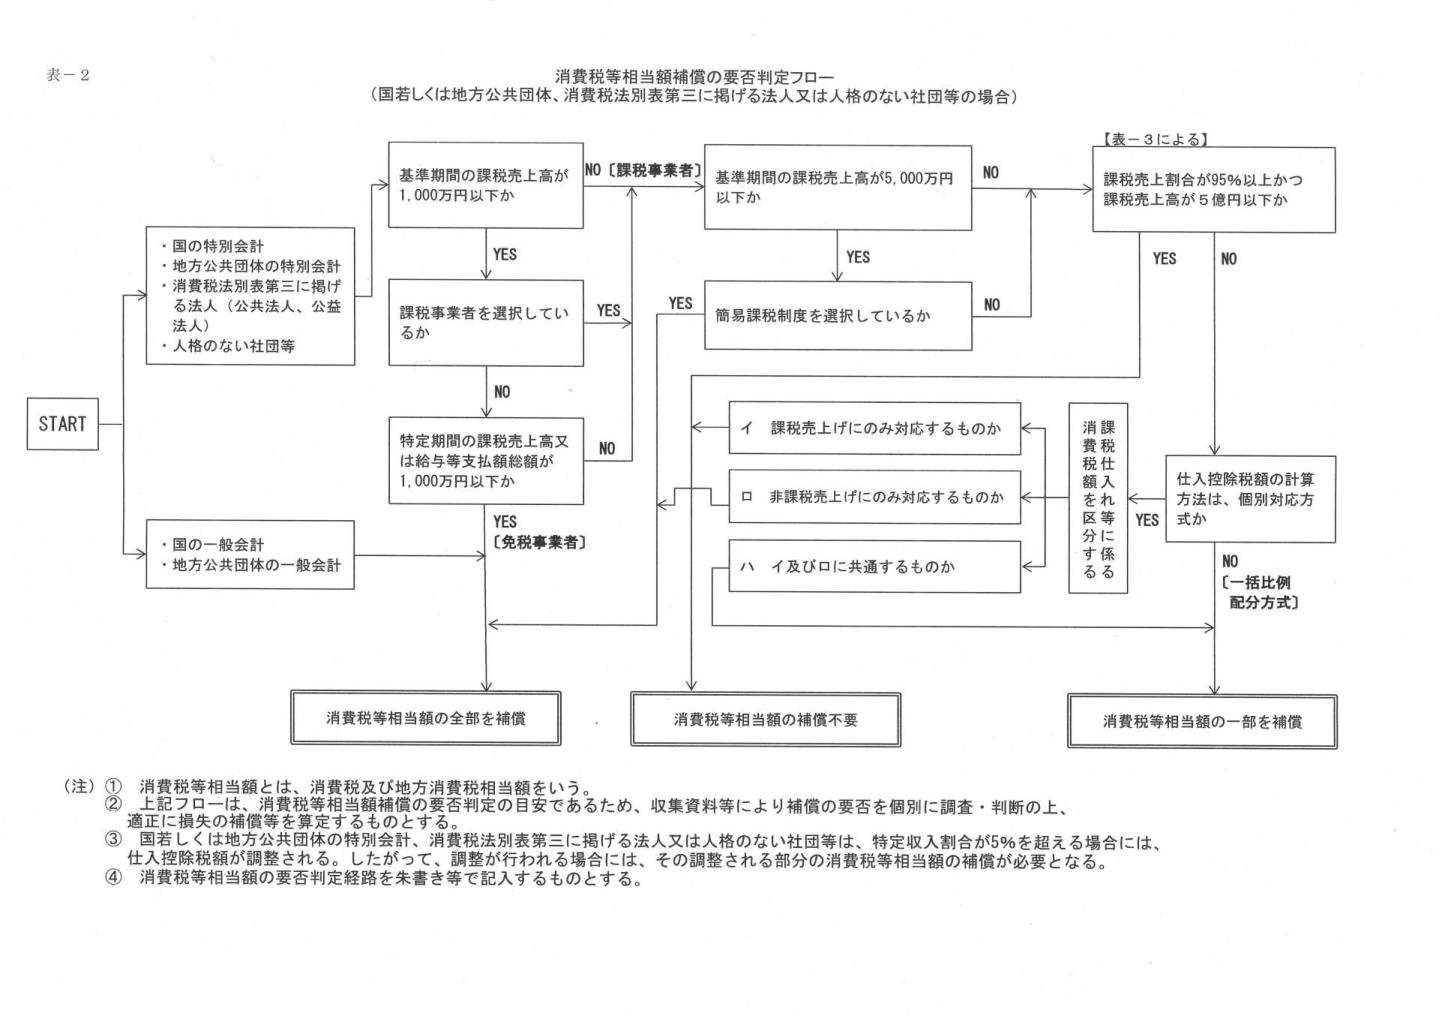 表－２
消費税等相当額補償の要否判定フロー
（国若しくは地方公共団体、消費税法別表第三に掲げる法人又は人格のない社団等の場合）
【表－３による】
基準期間の課税売上高が
1,000万円以下か
NO〔課税事業者〕
基準期間の課税売上高が5,000万円
以下か
NO
課税売上割合が95%以上かつ
課税売上高が５億円以下か
・国の特別会計
・地方公共団体の特別会計
・消費税法別表第三に掲げ
る法人（公共法人、公益
法人）
・人格のない社団等
YES
YES
YES
NO
課税事業者を選択してい
るか
YES
YES
簡易課税制度を選択しているか
NO
NO
START
特定期間の課税売上高又
は給与等支払額総額が
1,000万円以下か
NO
イ　課税売上げにのみ対応するものか
ロ　非課税売上げにのみ対応するものか
ハ　イ及びロに共通するものか
課税仕入れ等に係る
消費税額を区分する
YES
仕入控除税額の計算
方法は、個別対応方
式か
YES
〔免税事業者〕
NO
〔一括比例
配分方式〕
・国の一般会計
・地方公共団体の一般会計
消費税等相当額の全部を補償
消費税等相当額の補償不要
消費税等相当額の一部を補償
（注）①　消費税等相当額とは、消費税及び地方消費税相当額をいう。
②　上記フローは、消費税等相当額補償の要否判定の目安であるため、収集資料等により補償の要否を個別に調査・判断の上、
適正に損失の補償等を算定するものとする。
③　国若しくは地方公共団体の特別会計、消費税法別表第三に掲げる法人又は人格のない社団等は、特定収入割合が5%を超える場合には、
仕入控除税額が調整される。したがって、調整が行われる場合には、その調整される部分の消費税等相当額の補償が必要となる。
④　消費税等相当額の要否判定経路を朱書き等で記入するものとする。